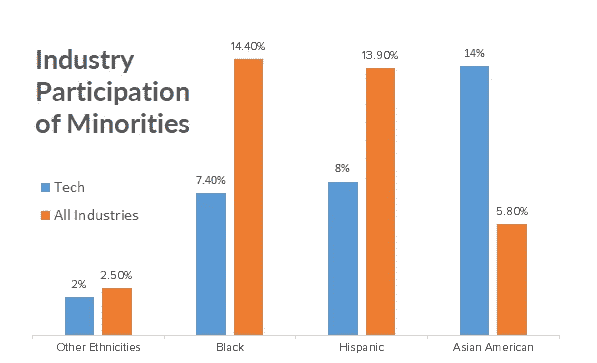 Industry
Participation
of Minorities
Tech
All Industries
2%
2.50%
7.40%
14.40%
8%
13.90%
14%
5.80%
Other Ethnicities
Black
Hispanic
Asian American